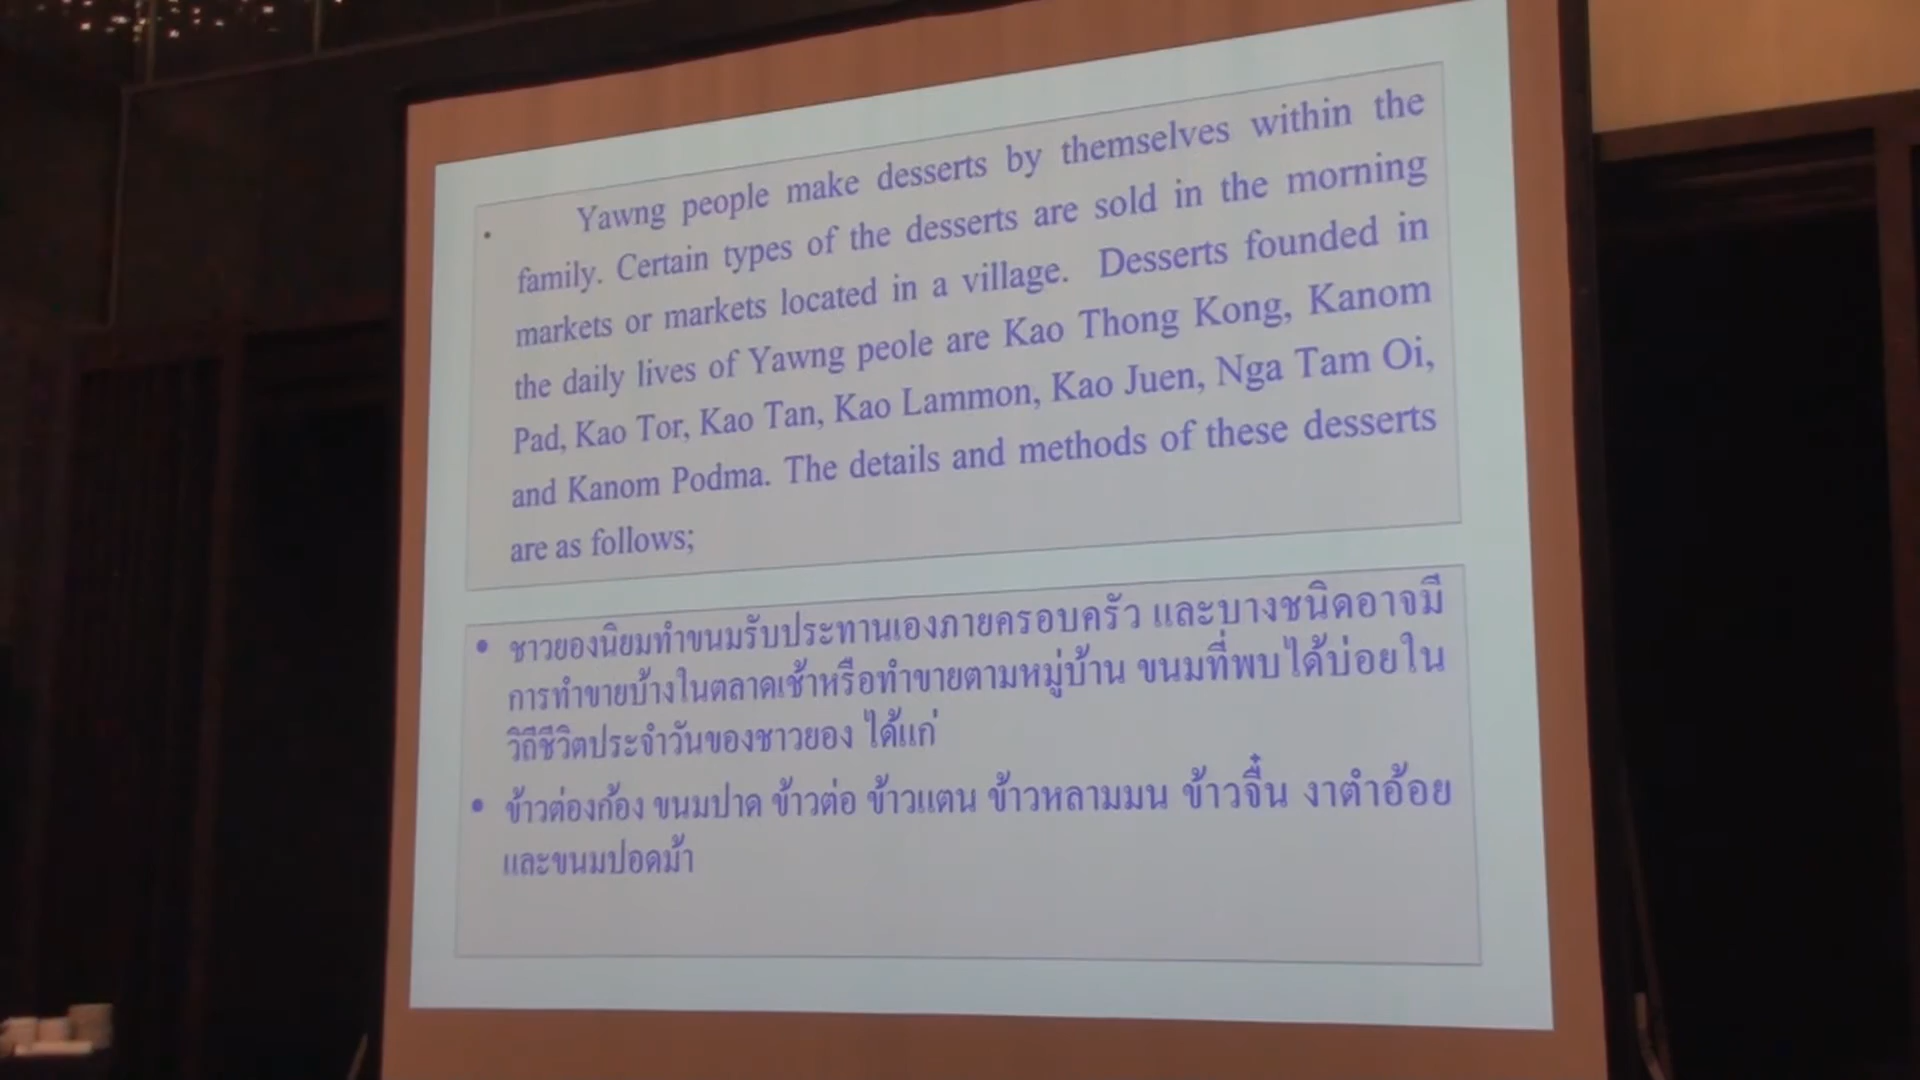 • Yawng people make desserts by themselves within the
family. Certain types of the desserts are sold in the morning
markets or markets located in a village. Desserts founded in
the daily lives of Yawng peole are Kao Thong Kong, Kanom
Pad, Kao Tor, Kao Tan, Kao Lammon, Kao Juen, Nga Tam Oi,
and Kanom Podma. The details and methods of these desserts
are as follows;
• ชาวยองนิยมทำขนมรับประทานเองภายครอบครัว และบางชนิดอาจมี
การทำขายบ้างในตลาดเช้าหรือทำขายตามหมู่บ้าน ขนมที่พบได้บ่อยใน
วิถีชีวิตประจำวันของชาวยอง ได้แก่
• ข้าวต่องก้อง ขนมปาด ข้าวต่อ ข้าวแตน ข้าวหลามมน ข้าวจี๋น งาตำอ้อย
และขนมปอดม้า